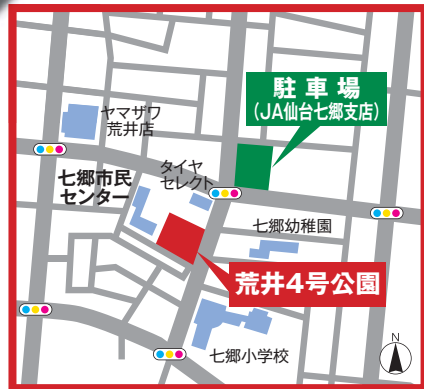 駐車場
(JA仙台七郷支店)
ヤマザワ
荒井店
タイヤ
セレクト
七郷市民
センター
七郷幼稚園
荒井4号公園
七郷小学校
N